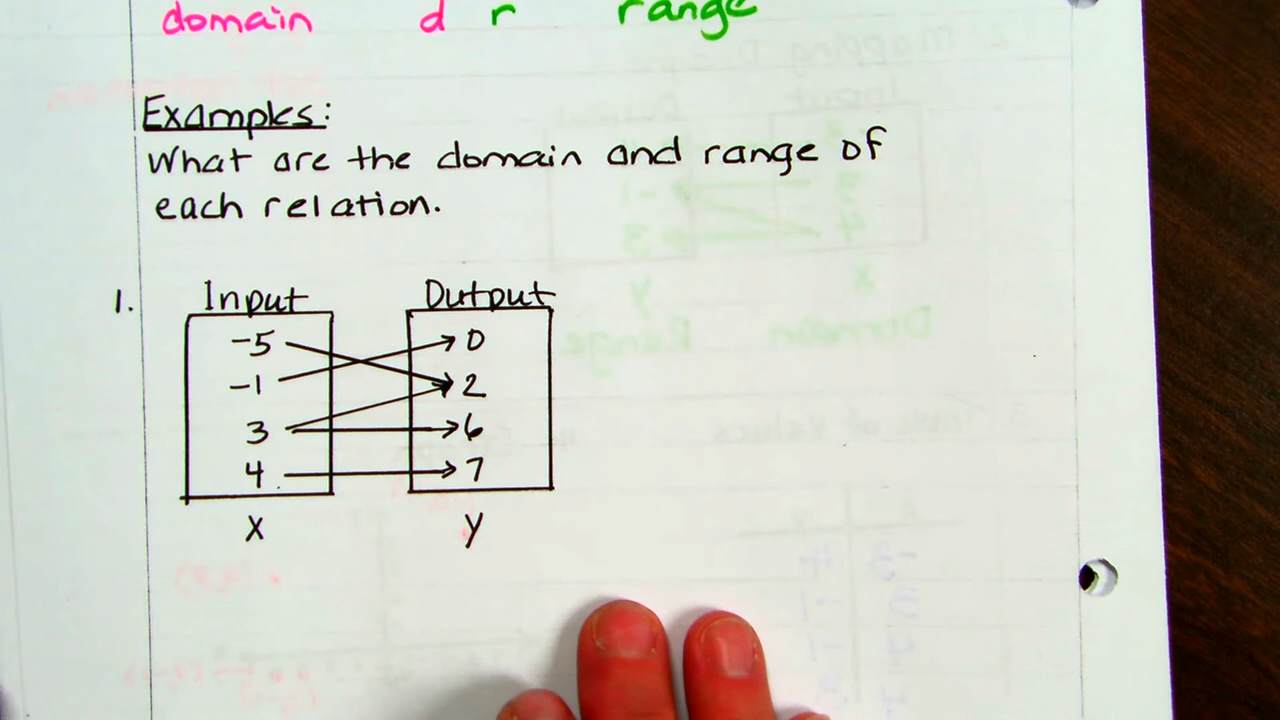 domain d r range
Examples:
What are the domain and range of
each relation.
1. Input Output
-5 0
-1 2
3 6
4 7
x y